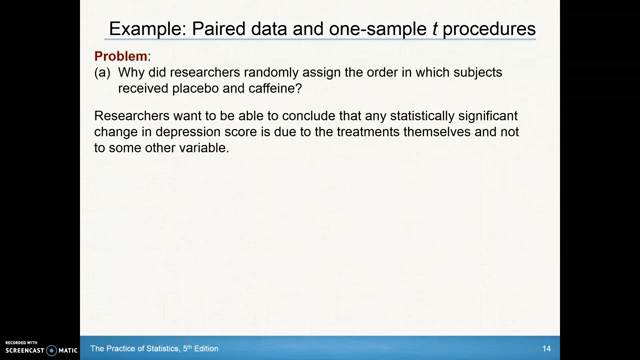 Example: Paired data and one-sample t procedures
Problem:
(a) Why did researchers randomly assign the order in which subjects
received placebo and caffeine?
Researchers want to be able to conclude that any statistically significant
change in depression score is due to the treatments themselves and not
to some other variable.
RECORDED WITH
SCREENCAST MATIC
The Practice of Statistics, 5th Edition
14